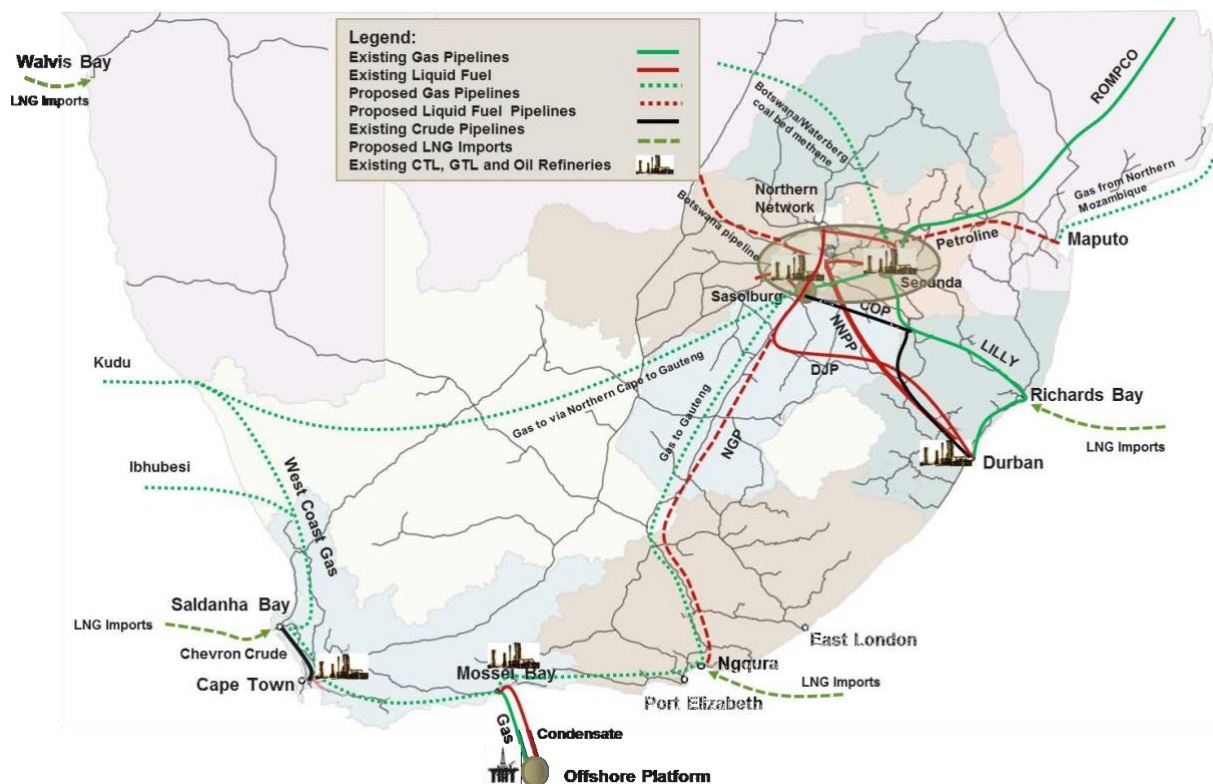 Legend:
Existing Gas Pipelines
Existing Liquid Fuel
Proposed Gas Pipelines
Proposed Liquid Fuel Pipelines
Existing Crude Pipelines
Proposed LNG Imports
Existing CTL, GTL and Oil Refineries
Walvis Bay
LNG Imports
ROMPCO
Botswana/Waterberg
coal bed methane
Gas from Northern
Mozambique
Northern
Network
Botswana pipeline
Petroline
Maputo
Sasolburg
Secunda
COP
NNPP
LILLY
DJP
Kudu
Gas to via Northern Cape to Gauteng
Gas to Gauteng
NGP
Richards Bay
LNG Imports
Durban
Ibhubesi
West Coast Gas
Saldanha Bay
LNG Imports
Chevron Crude
Cape Town
Mossel Bay
East London
Ngqura
LNG Imports
Port Elizabeth
Gas
Condensate
Offshore Platform